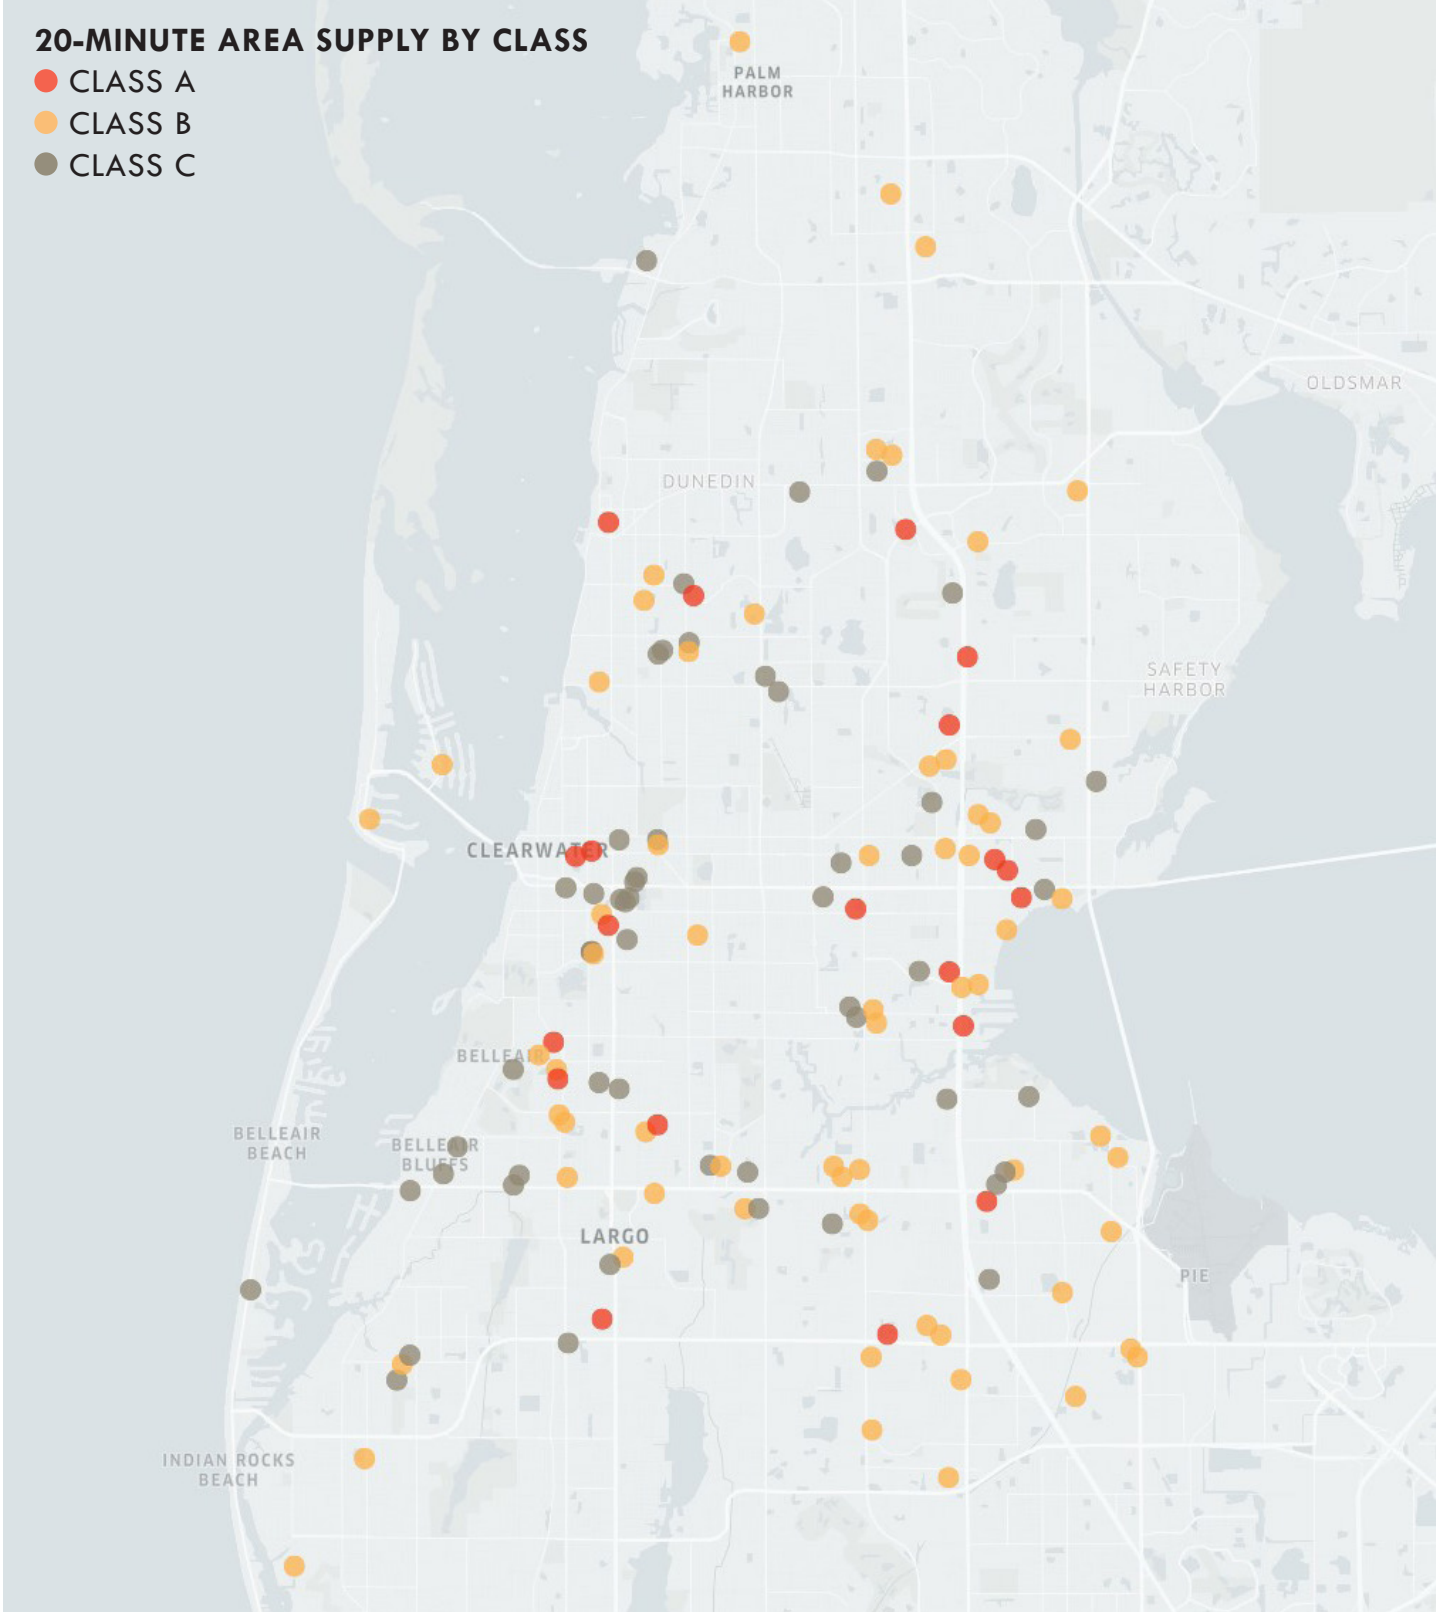 20-MINUTE AREA SUPPLY BY CLASS
CLASS A
CLASS B
CLASS C
PALM
HARBOR
OLDSMAR
DUNEDIN
SAFETY
HARBOR
CLEARWATER
BELLEAIR
BELLEAIR
BEACH
BELLEAIR
BLUFFS
LARGO
PIE
INDIAN ROCKS
BEACH